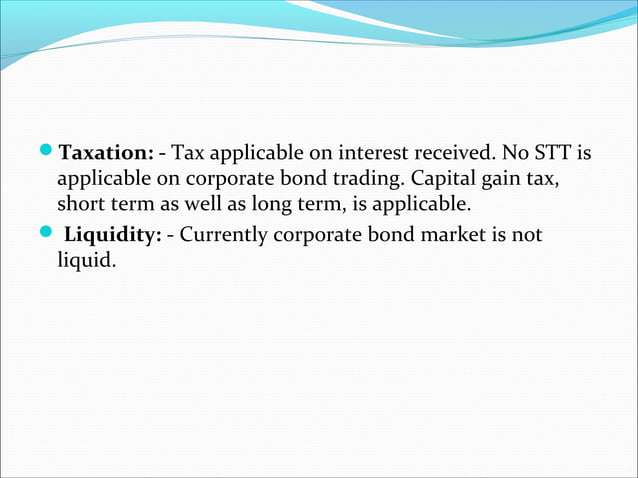 Taxation: - Tax applicable on interest received. No STT is
applicable on corporate bond trading. Capital gain tax,
short term as well as long term, is applicable.
Liquidity: - Currently corporate bond market is not
liquid.